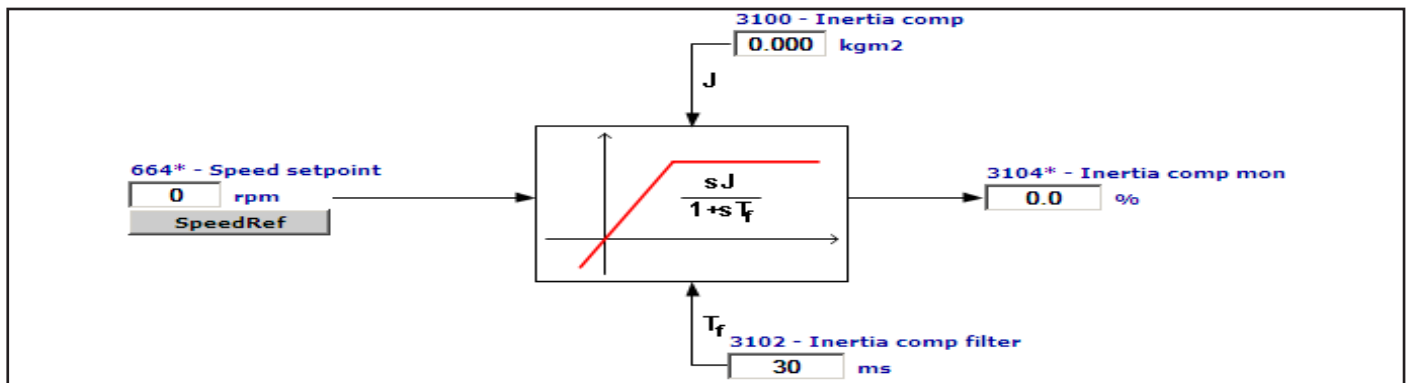 3100 - Inertia comp
0.000 kgm2
J
664* - Speed setpoint
0 rpm
SpeedRef
sJ
1+sTf
3104* - Inertia comp mon
0.0 %
Tf
3102 - Inertia comp filter
30 ms